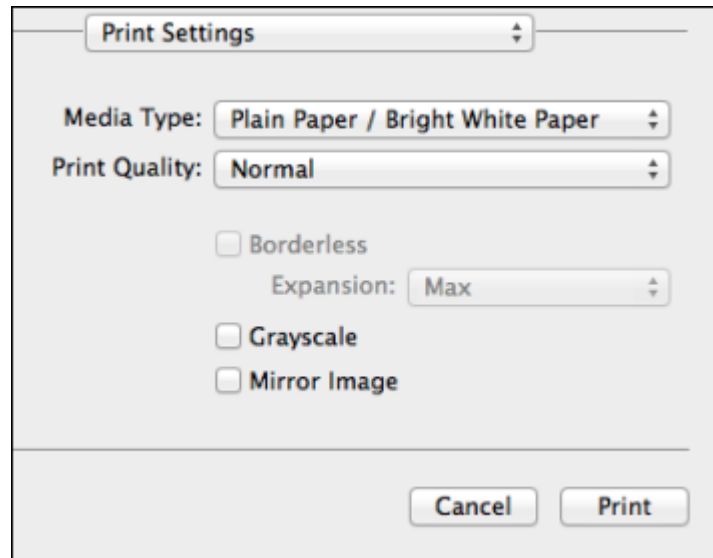 Print Settings
Media Type: Plain Paper / Bright White Paper
Print Quality: Normal
Borderless
Expansion: Max
Grayscale
Mirror Image
Cancel Print